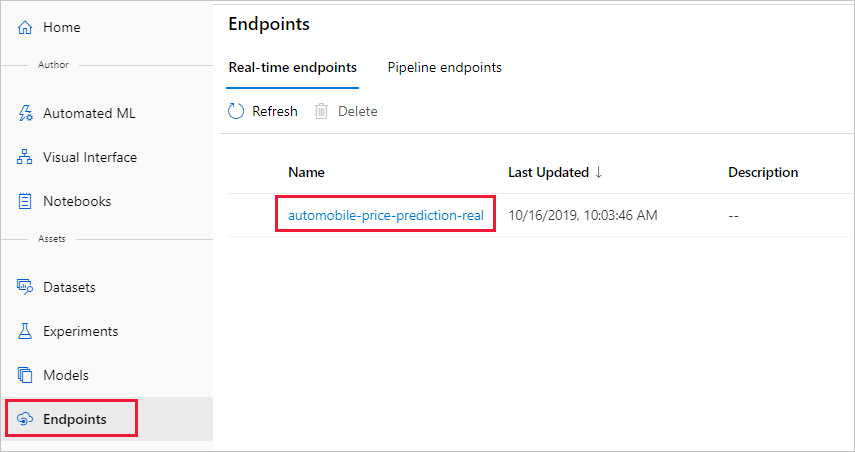 Home
Author
Automated ML
Visual Interface
Notebooks
Assets
Datasets
Experiments
Models
Endpoints
Endpoints
Real-time endpoints Pipeline endpoints
Refresh Delete
Name Last Updated ↓ Description
automobile-price-prediction-real 10/16/2019, 10:03:46 AM --